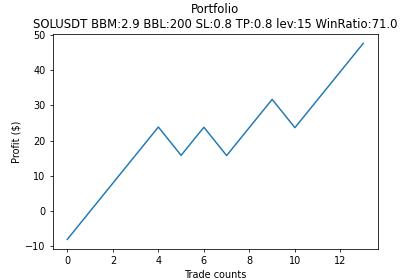 Portfolio
SOLUSDT BBM:2.9 BBL:200 SL:0.8 TP:0.8 lev:15 WinRatio:71.0
50
40
30
20
10
0
−10
Profit ($)
0 2 4 6 8 10 12
Trade counts